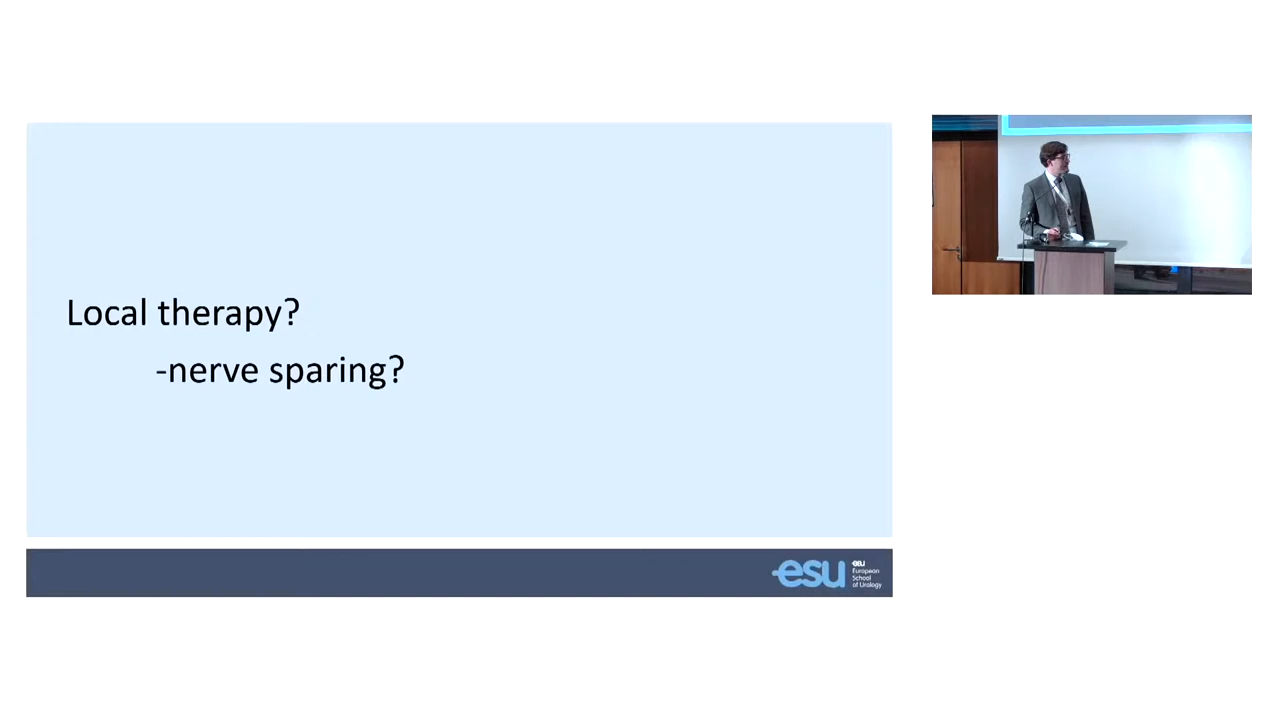 Local therapy?
-nerve sparing?
esu
European
School
of Urology